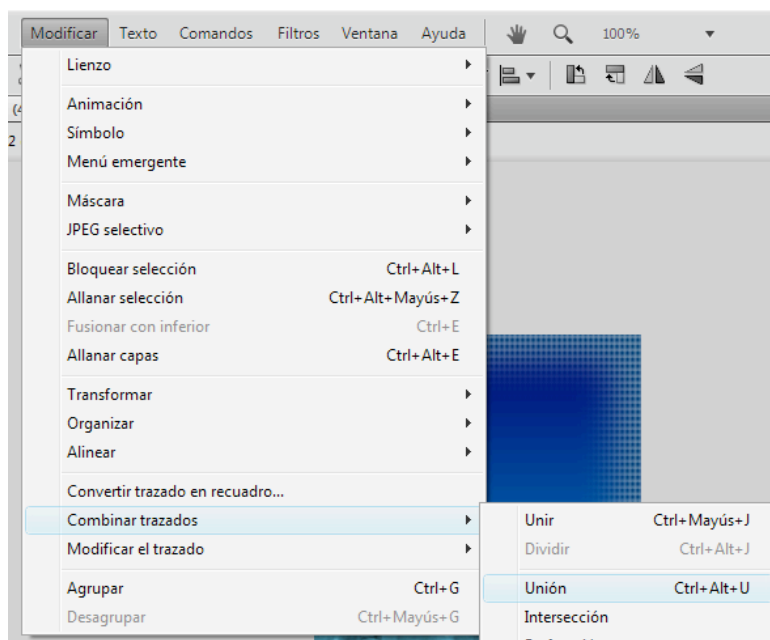 Modificar Texto Comandos Filtros Ventana Ayuda 100%
Lienzo
(4
Animación
Símbolo
2
Menú emergente
Máscara
JPEG selectivo
Bloquear selección Ctrl+Alt+L
Allanar selección Ctrl+Alt+Mayús+Z
Fusionar con inferior Ctrl+E
Allanar capas Ctrl+Alt+E
Transformar
Organizar
Alinear
Convertir trazado en recuadro...
Combinar trazados
Modificar el trazado
Agrupar Ctrl+G
Desagrupar Ctrl+Mayús+G
Unir Ctrl+Mayús+J
Dividir Ctrl+Alt+J
Unión Ctrl+Alt+U
Intersección